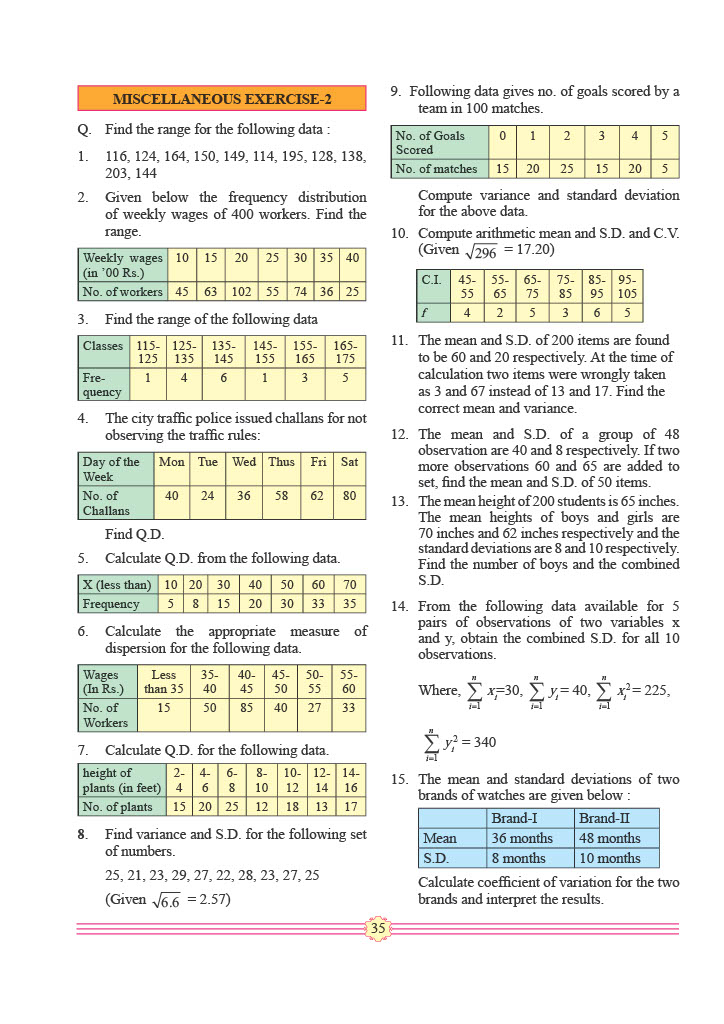 MISCELLANEOUS EXERCISE-2
Q. Find the range for the following data :
1. 116, 124, 164, 150, 149, 114, 195, 128, 138,
203, 144
2. Given below the frequency distribution
of weekly wages of 400 workers. Find the
range.
Weekly wages 10 15 20 25 30 35 40
(in ’00 Rs.)
No. of workers 45 63 102 55 74 36 25
3. Find the range of the following data
Classes 115- 125- 135- 145- 155- 165-
125 135 145 155 165 175
Fre- 1 4 6 1 3 5
quency
4. The city traffic police issued challans for not
observing the traffic rules:
Day of the Mon Tue Wed Thus Fri Sat
Week
No. of 40 24 36 58 62 80
Challans
Find Q.D.
5. Calculate Q.D. from the following data.
X (less than) 10 20 30 40 50 60 70
Frequency 5 8 15 20 30 33 35
6. Calculate the appropriate measure of
dispersion for the following data.
Wages Less 35- 40- 45- 50- 55-
(In Rs.) than 35 40 45 50 55 60
No. of 15 50 85 40 27 33
Workers
7. Calculate Q.D. for the following data.
height of 2- 4- 6- 8- 10- 12- 14-
plants (in feet) 4 6 8 10 12 14 16
No. of plants 15 20 25 12 18 13 17
8. Find variance and S.D. for the following set
of numbers.
25, 21, 23, 29, 27, 22, 28, 23, 27, 25
(Given √6.6 = 2.57)
9. Following data gives no. of goals scored by a
team in 100 matches.
No. of Goals 0 1 2 3 4 5
Scored
No. of matches 15 20 25 15 20 5
Compute variance and standard deviation
for the above data.
10. Compute arithmetic mean and S.D. and C.V.
(Given √296 = 17.20)
C.I. 45- 55- 65- 75- 85- 95-
55 65 75 85 95 105
f 4 2 5 3 6 5
11. The mean and S.D. of 200 items are found
to be 60 and 20 respectively. At the time of
calculation two items were wrongly taken
as 3 and 67 instead of 13 and 17. Find the
correct mean and variance.
12. The mean and S.D. of a group of 48
observation are 40 and 8 respectively. If two
more observations 60 and 65 are added to
set, find the mean and S.D. of 50 items.
13. The mean height of 200 students is 65 inches.
The mean heights of boys and girls are
70 inches and 62 inches respectively and the
standard deviations are 8 and 10 respectively.
Find the number of boys and the combined
S.D.
14. From the following data available for 5
pairs of observations of two variables x
and y, obtain the combined S.D. for all 10
observations.
Where, ∑ⁿᵢ₌₁ xᵢ=30, ∑ⁿᵢ₌₁ yᵢ= 40, ∑ⁿᵢ₌₁ xᵢ²= 225,
∑ⁿᵢ₌₁ yᵢ² = 340
15. The mean and standard deviations of two
brands of watches are given below :
Brand-I Brand-II
Mean 36 months 48 months
S.D. 8 months 10 months
Calculate coefficient of variation for the two
brands and interpret the results.
35